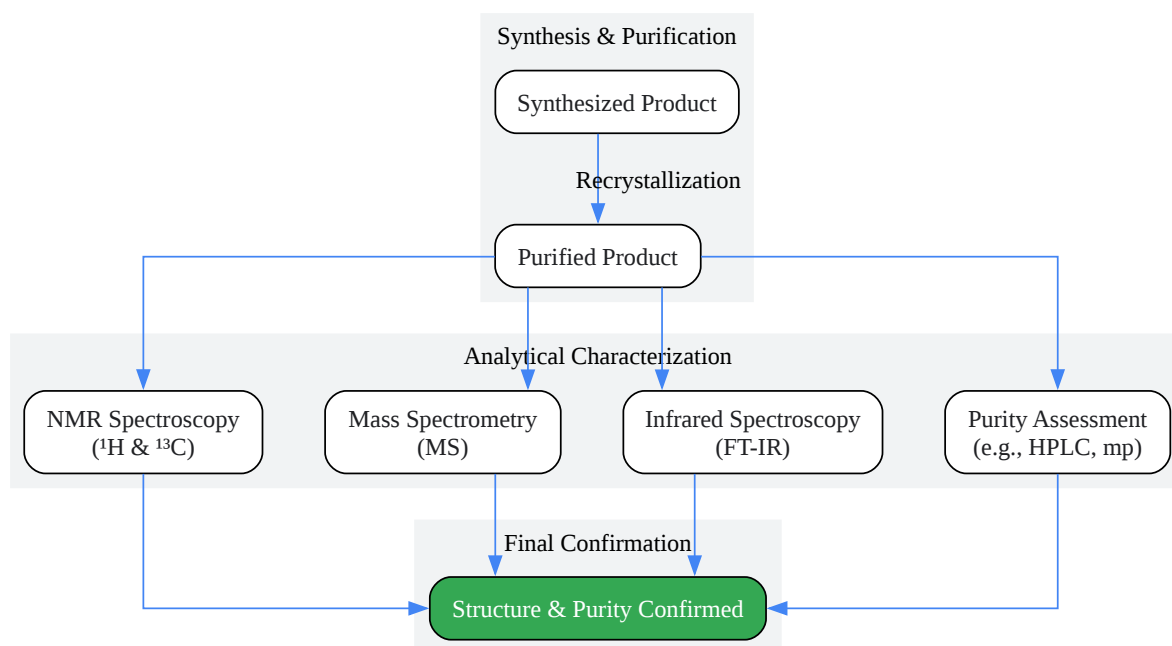 Synthesis & Purification
Synthesized Product
Recrystallization
Purified Product
Analytical Characterization
NMR Spectroscopy
(¹H & ¹³C)
Mass Spectrometry
(MS)
Infrared Spectroscopy
(FT-IR)
Purity Assessment
(e.g., HPLC, mp)
Final Confirmation
Structure & Purity Confirmed